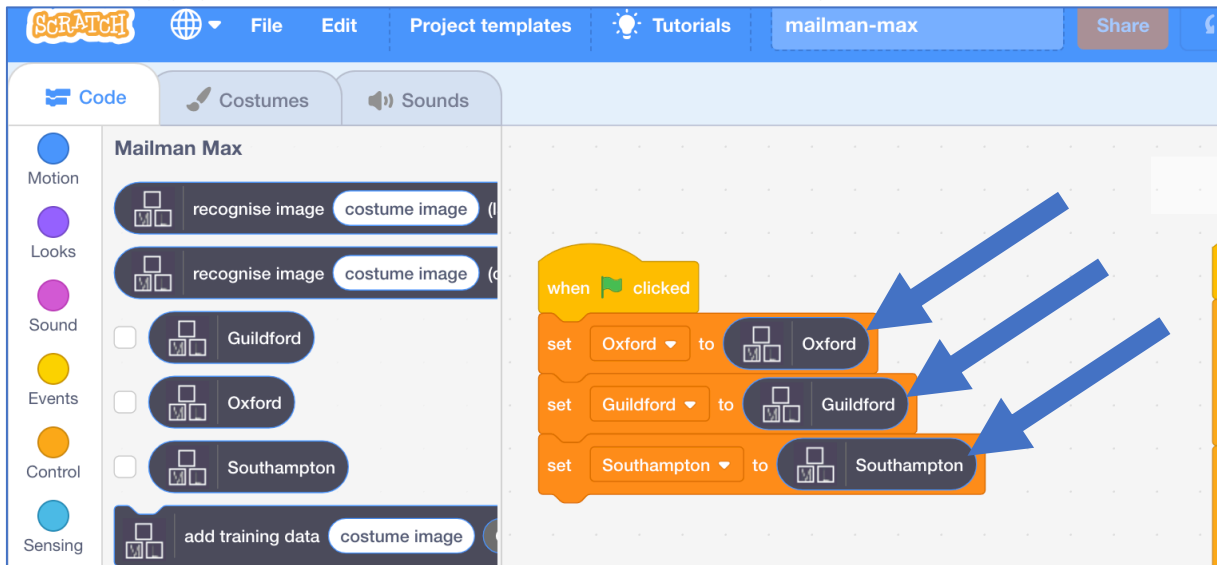 SCRATCH File Edit Project templates Tutorials mailman-max Share
Code Costumes Sounds
Motion
Looks
Sound
Events
Control
Sensing
Mailman Max
recognise image costume image (l
recognise image costume image
Guildford
Oxford
Southampton
add training data costume image
when clicked
set Oxford to Oxford
set Guildford to Guildford
set Southampton to Southampton